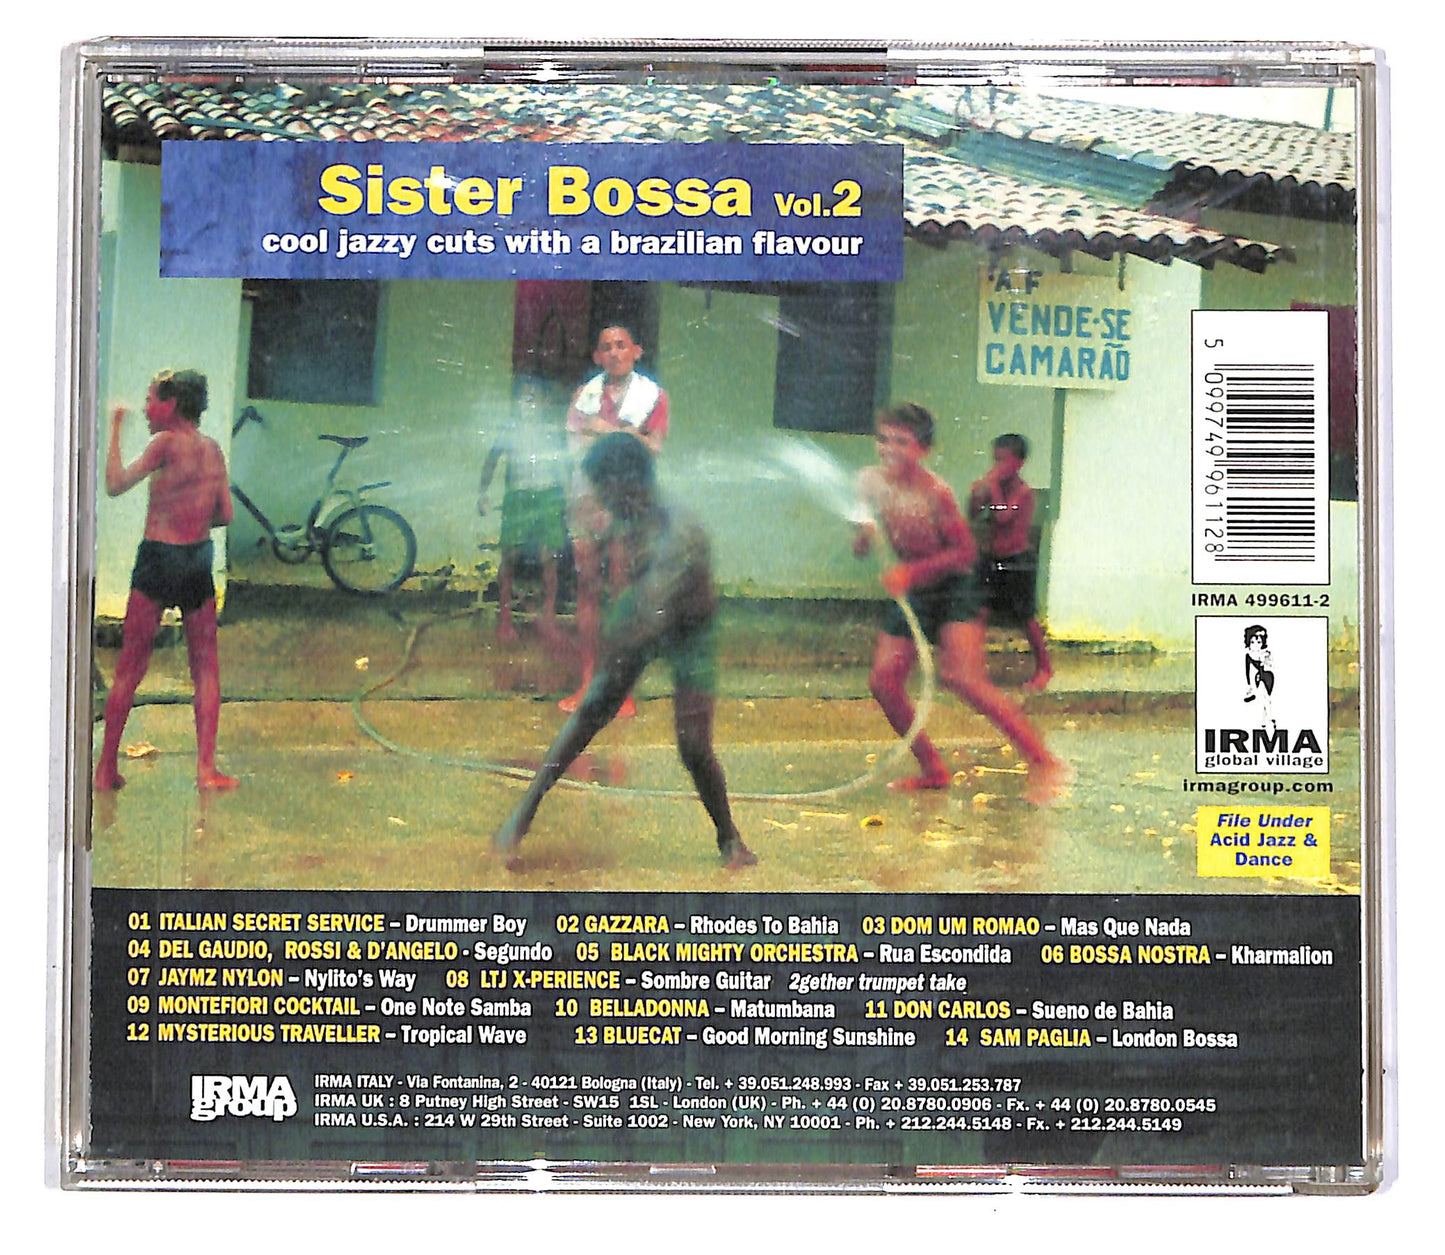 Sister Bossa Vol.2
cool jazzy cuts with a brazilian flavour
VENDE-SE
CAMARÃO
5 099749 961128
IRMA 499611-2
IRMA
global village
irmagroup.com
File Under
Acid Jazz &
Dance
01 ITALIAN SECRET SERVICE – Drummer Boy 02 GAZZARA – Rhodes To Bahia 03 DOM UM ROMAO – Mas Que Nada
04 DEL GAUDIO, ROSSI & D'ANGELO - Segundo 05 BLACK MIGHTY ORCHESTRA – Rua Escondida 06 BOSSA NOSTRA – Kharmalion
07 JAYMZ NYLON – Nylito's Way 08 LTJ X-PERIENCE – Sombre Guitar 2gether trumpet take
09 MONTEFIORI COCKTAIL – One Note Samba 10 BELLADONNA – Matumbana 11 DON CARLOS – Sueno de Bahia
12 MYSTERIOUS TRAVELLER – Tropical Wave 13 BLUECAT – Good Morning Sunshine 14 SAM PAGLIA – London Bossa
IRMA
group
IRMA ITALY - Via Fontanina, 2 - 40121 Bologna (Italy) - Tel. + 39.051.248.993 - Fax + 39.051.253.787
IRMA UK : 8 Putney High Street - SW15 1SL - London (UK) - Ph. + 44 (0) 20.8780.0906 - Fx. + 44 (0) 20.8780.0545
IRMA U.S.A. : 214 W 29th Street - Suite 1002 - New York, NY 10001 - Ph. + 212.244.5148 - Fx. + 212.244.5149